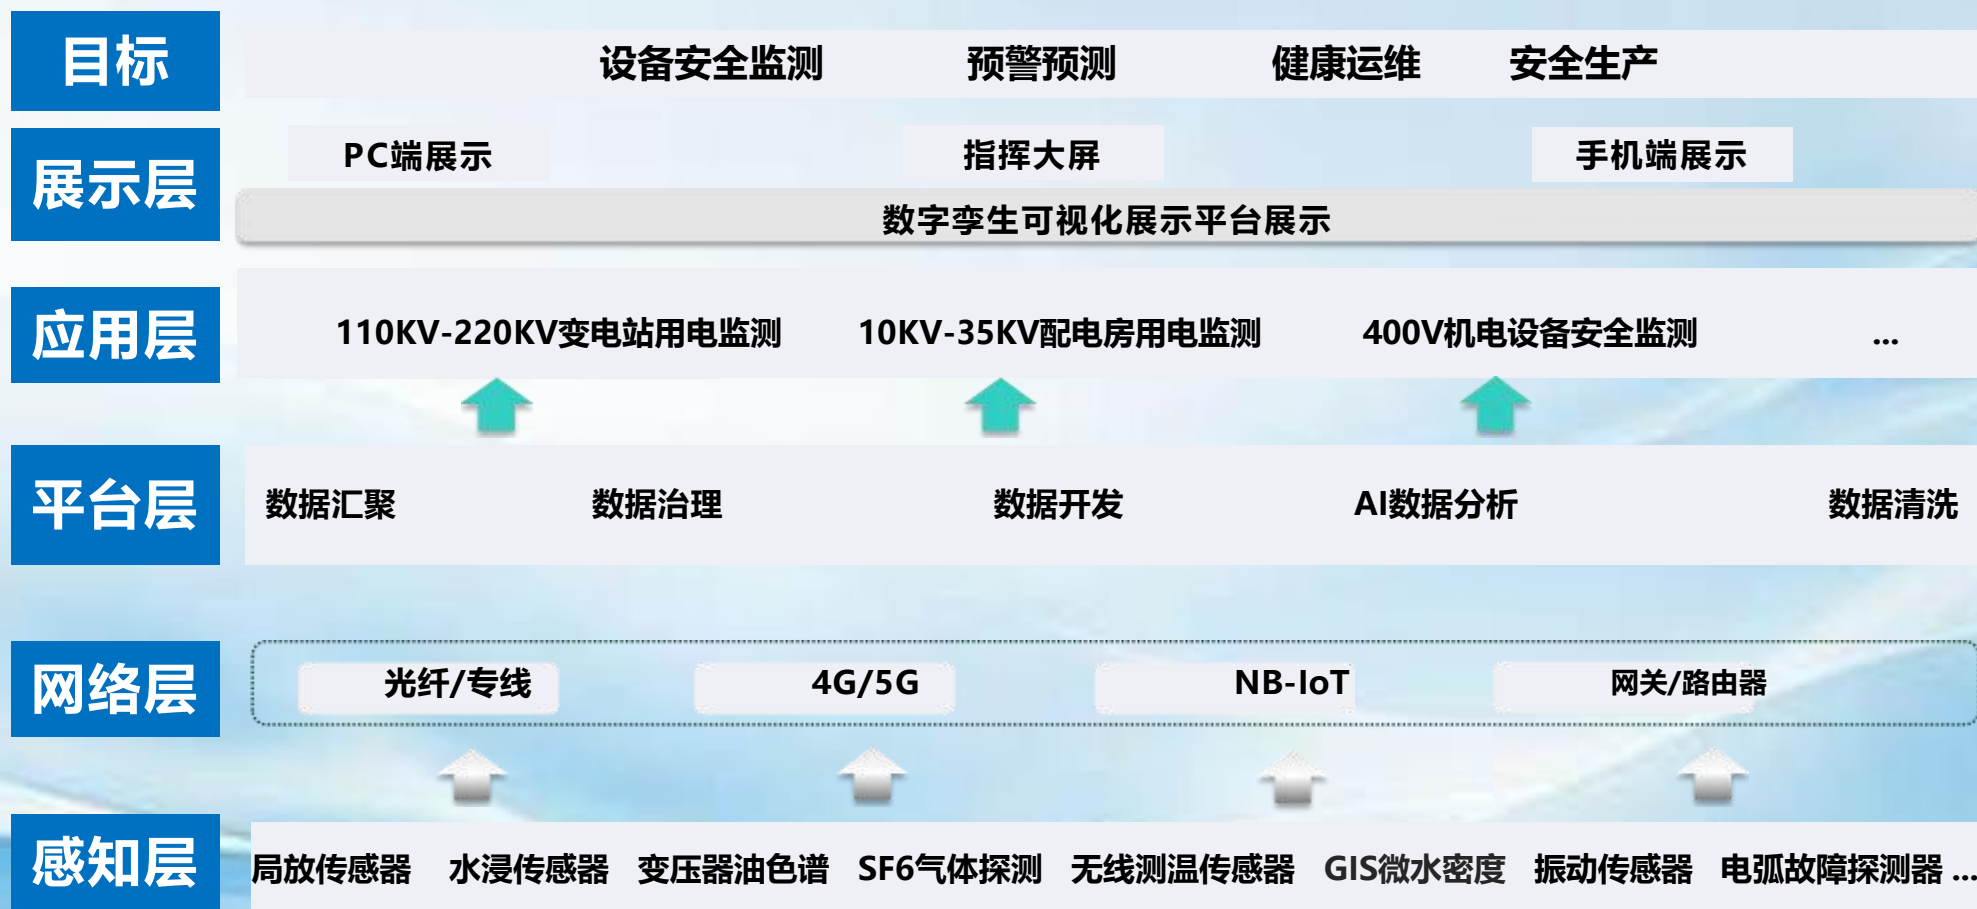 目标
设备安全监测 预警预测 健康运维 安全生产
展示层
PC端展示 指挥大屏 手机端展示
数字孪生可视化展示平台展示
应用层
110KV-220KV变电站用电监测 10KV-35KV配电房用电监测 400V机电设备安全监测 ...
平台层
数据汇聚 数据治理 数据开发 AI数据分析 数据清洗
网络层
光纤/专线 4G/5G NB-IoT 网关/路由器
感知层
局放传感器 水浸传感器 变压器油色谱 SF6气体探测 无线测温传感器 GIS微水密度 振动传感器 电弧故障探测器 ...